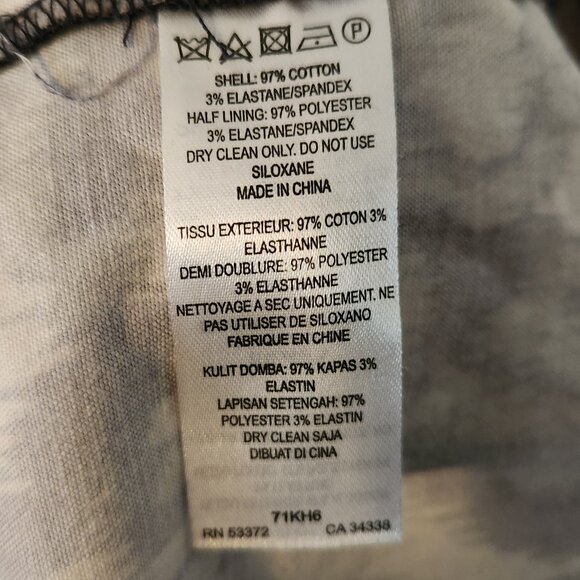 P
SHELL: 97% COTTON
3% ELASTANE/SPANDEX
HALF LINING: 97% POLYESTER
3% ELASTANE/SPANDEX
DRY CLEAN ONLY. DO NOT USE
SILOXANE
MADE IN CHINA
TISSU EXTERIEUR: 97% COTON 3%
ELASTHANNE
DEMI DOUBLURE: 97% POLYESTER
3% ELASTHANNE
NETTOYAGE A SEC UNIQUEMENT. NE
PAS UTILISER DE SILOXANO
FABRIQUE EN CHINE
KULIT DOMBA: 97% KAPAS 3%
ELASTIN
LAPISAN SETENGAH: 97%
POLYESTER 3% ELASTIN
DRY CLEAN SAJA
DIBUAT DI CINA
71KH6
RN 53372 CA 34338